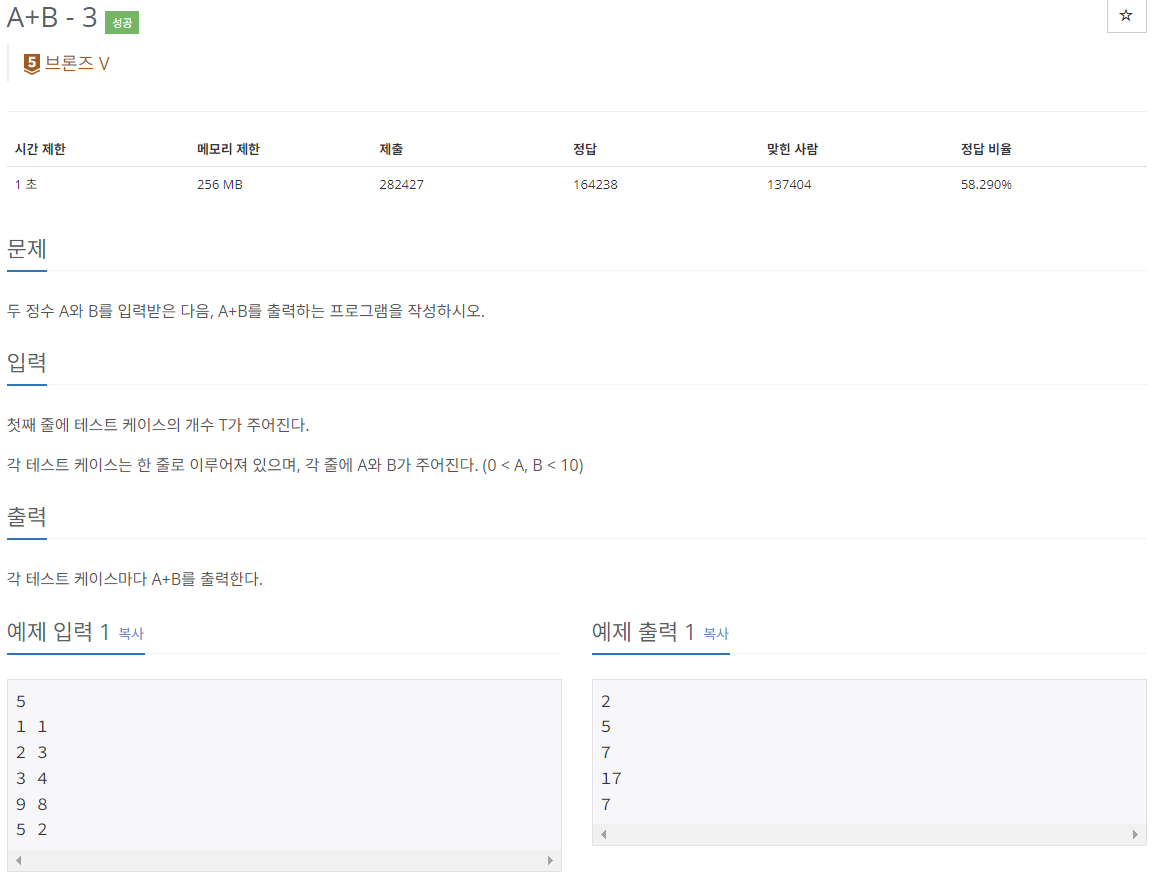 A+B - 3 성공
☆
5 브론즈 V
시간 제한 메모리 제한 제출 정답 맞힌 사람 정답 비율
1 초 256 MB 282427 164238 137404 58.290%
문제
두 정수 A와 B를 입력받은 다음, A+B를 출력하는 프로그램을 작성하시오.
입력
첫째 줄에 테스트 케이스의 개수 T가 주어진다.
각 테스트 케이스는 한 줄로 이루어져 있으며, 각 줄에 A와 B가 주어진다. (0 < A, B < 10)
출력
각 테스트 케이스마다 A+B를 출력한다.
예제 입력 1 복사
5
1 1
2 3
3 4
9 8
5 2
예제 출력 1 복사
2
5
7
17
7